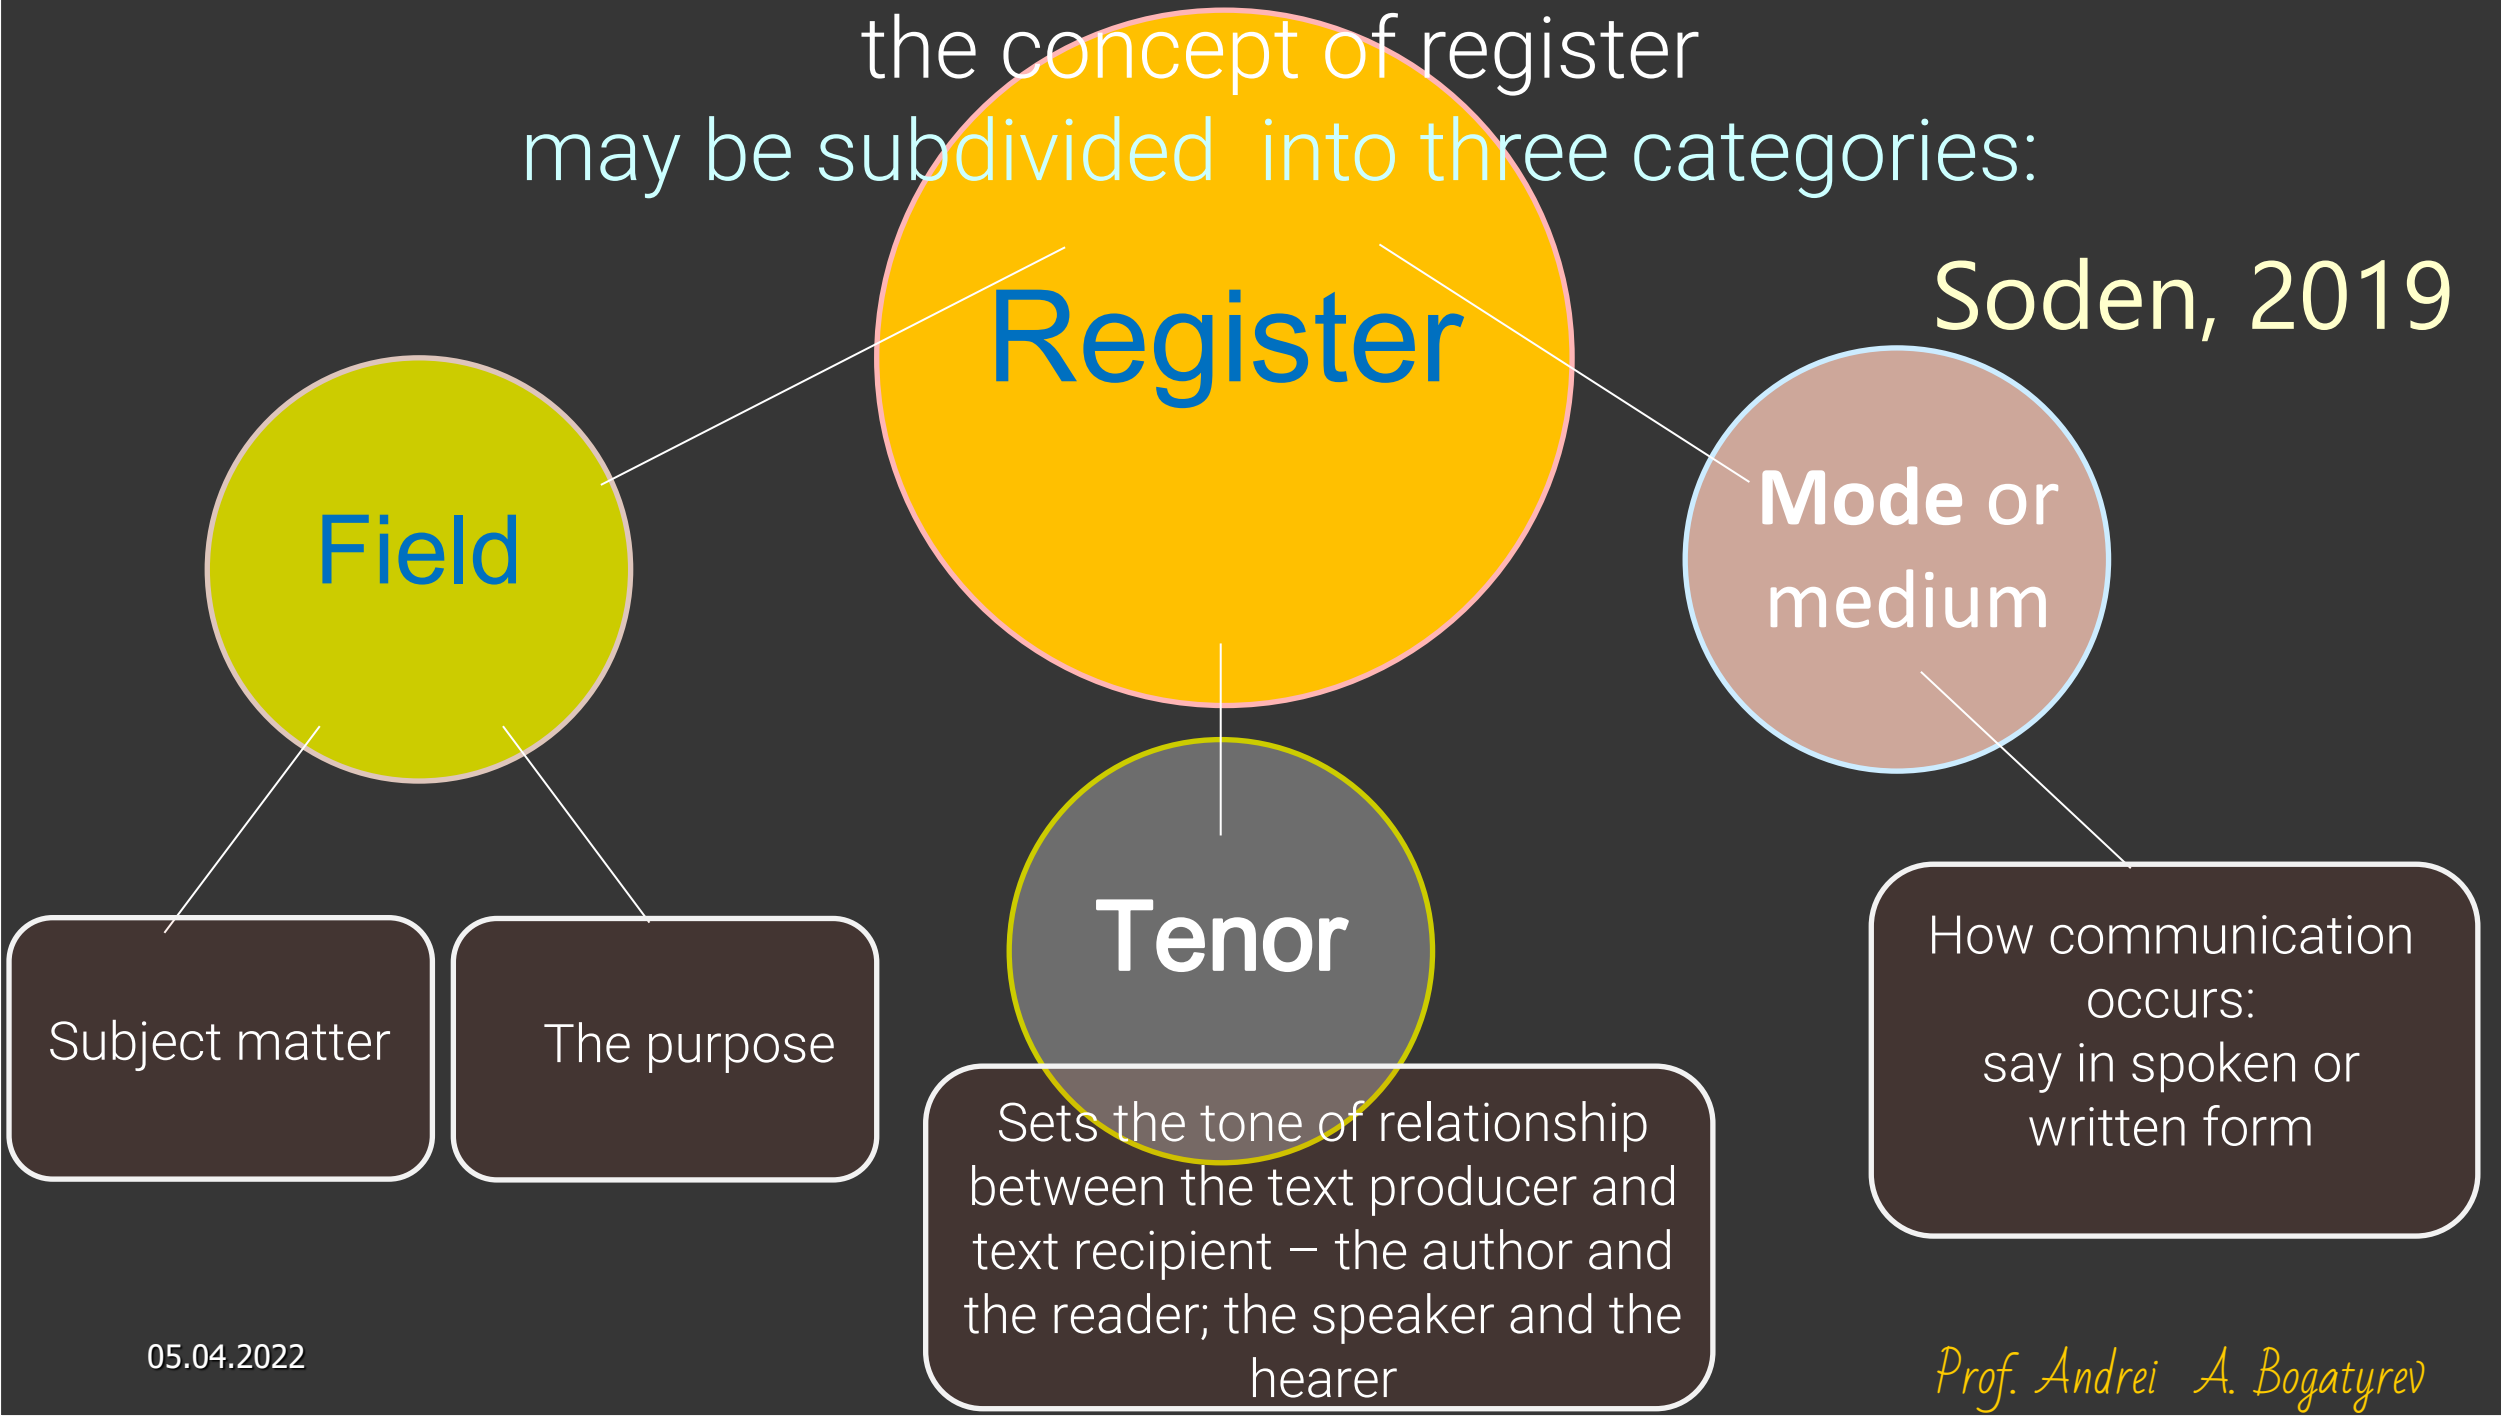 the concept of register
may be subdivided into three categories:
Soden, 2019
Register
Field
Mode or
medium
Tenor
Subject matter
The purpose
Sets the tone of relationship
between the text producer and
text recipient – the author and
the reader; the speaker and the
hearer
How communication
occurs:
say in spoken or
written form
05.04.2022
Prof. Andrei A. Bogatyrev